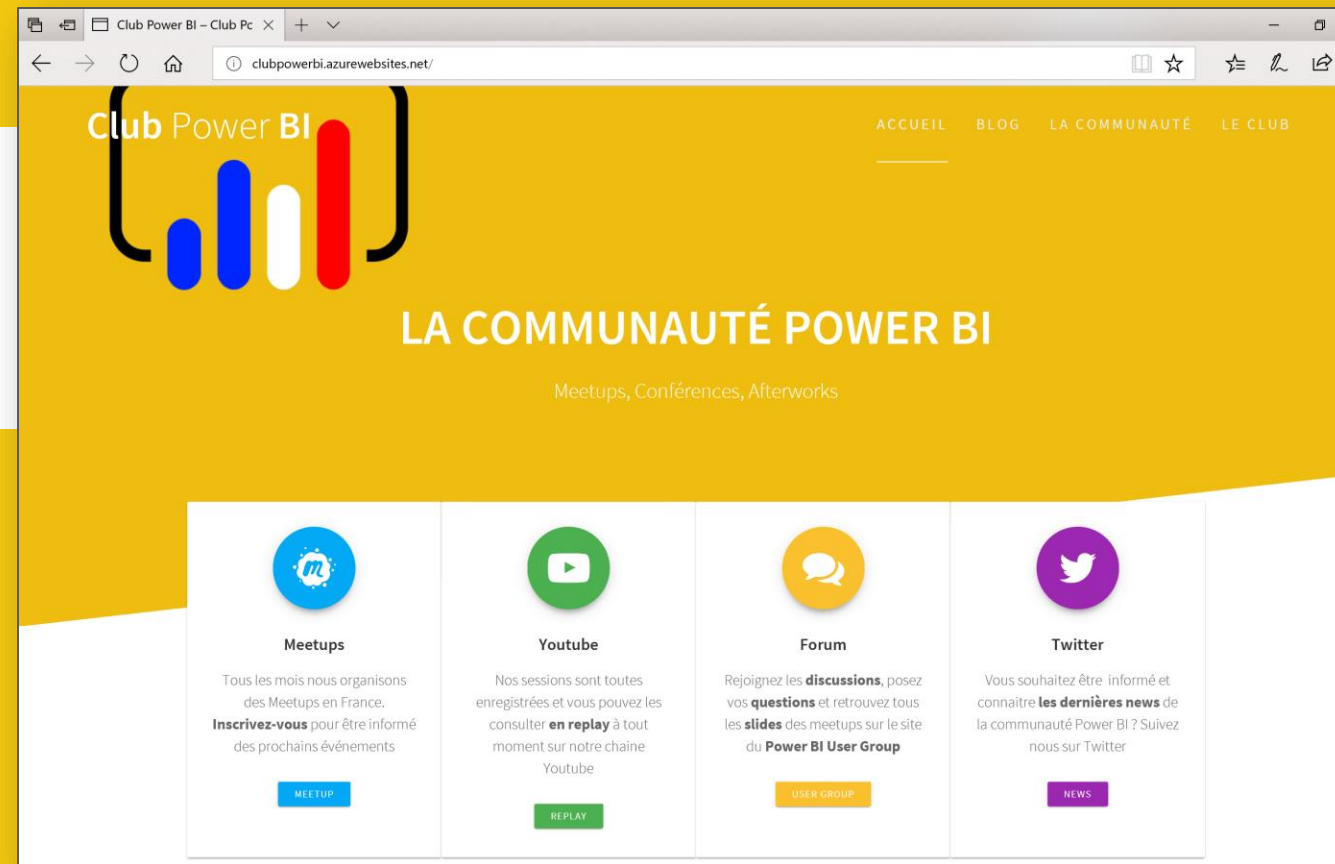 Club Power BI – Club Pc
clubpowerbi.azurewebsites.net/
Club Power BI
ACCUEIL BLOG LA COMMUNAUTÉ LE CLUB
LA COMMUNAUTÉ POWER BI
Meetups, Conférences, Afterworks
Meetups
Tous les mois nous organisons
des Meetups en France.
Inscrivez-vous pour être informé
des prochains événements
MEETUP
Youtube
Nos sessions sont toutes
enregistrées et vous pouvez les
consulter en replay à tout
moment sur notre chaine
Youtube
REPLAY
Forum
Rejoignez les discussions, posez
vos questions et retrouvez tous
les slides des meetups sur le site
du Power BI User Group
USER GROUP
Twitter
Vous souhaitez être informé et
connaitre les dernières news de
la communauté Power BI ? Suivez
nous sur Twitter
NEWS